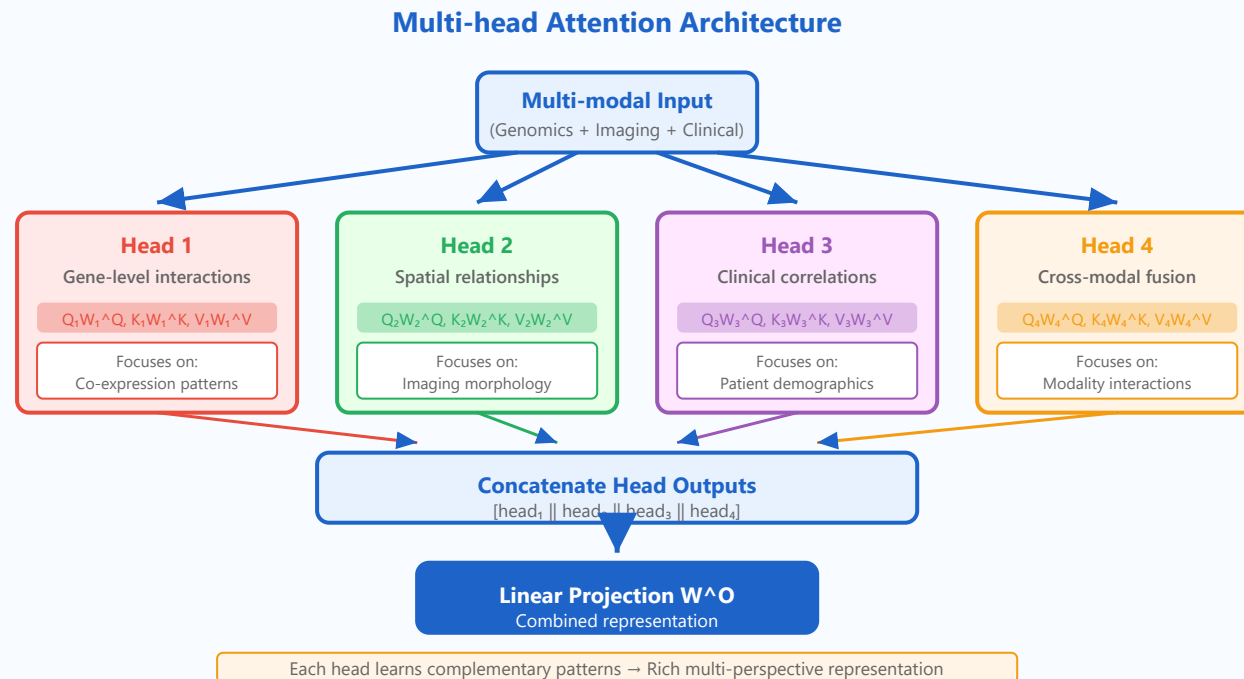 Multi-head Attention Architecture
Multi-modal Input
(Genomics + Imaging + Clinical)
Head 1
Gene-level interactions
Q₁W₁^Q, K₁W₁^K, V₁W₁^V
Focuses on:
Co-expression patterns
Head 2
Spatial relationships
Q₂W₂^Q, K₂W₂^K, V₂W₂^V
Focuses on:
Imaging morphology
Head 3
Clinical correlations
Q₃W₃^Q, K₃W₃^K, V₃W₃^V
Focuses on:
Patient demographics
Head 4
Cross-modal fusion
Q₄W₄^Q, K₄W₄^K, V₄W₄^V
Focuses on:
Modality interactions
Concatenate Head Outputs
[head₁ || head₂ || head₃ || head₄]
Linear Projection W^O
Combined representation
Each head learns complementary patterns → Rich multi-perspective representation